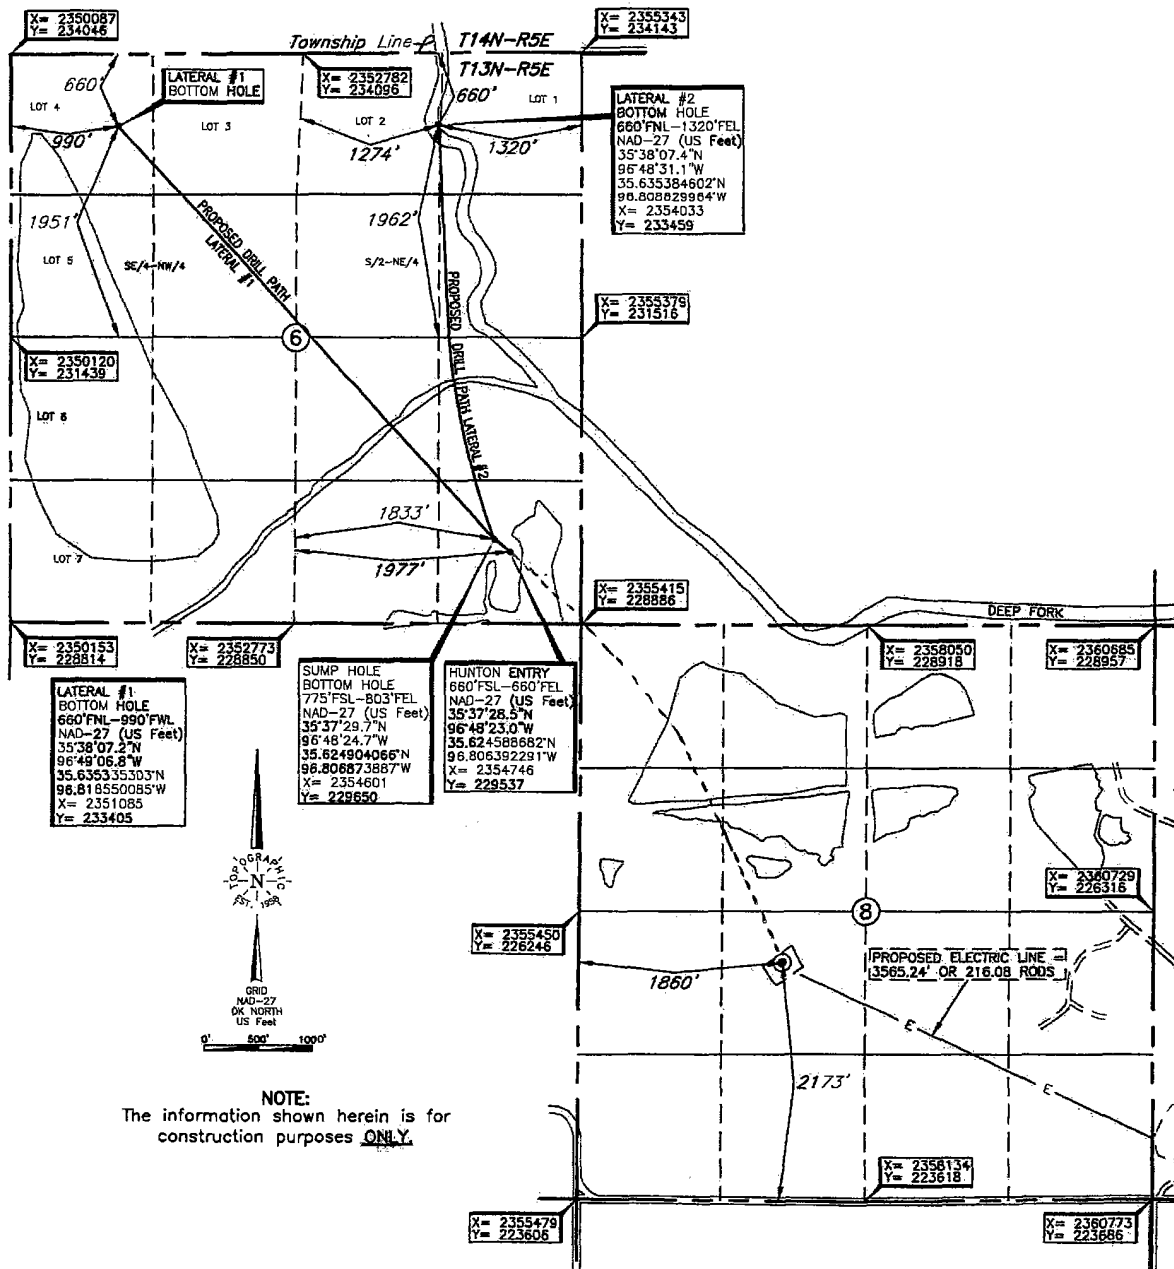 X= 2350087
Y= 234046
X= 2355343
Y= 234143
Township Line
T14N-R5E
T13N-R5E
660'
LATERAL #1
BOTTOM HOLE
X= 2352782
Y= 234096
660'
LOT 4
LOT 3
LOT 2
LOT 1
990'
1274'
1320'
LATERAL #2
BOTTOM HOLE
660'FNL-1320'FEL
NAD-27 (US Feet)
35°38'07.4"N
96°48'31.1"W
35.635384602°N
96.808629964°W
X= 2354033
Y= 233459
1951'
PROPOSED DRILL PATH
LATERAL #1
1962'
LOT 5
SE/4-NW/4
S/2-NE/4
PROPOSED DRILL PATH LATERAL #2
X= 2355379
Y= 231516
6
X= 2350120
Y= 231439
LOT 6
1833'
LOT 7
1977'
X= 2355415
Y= 228886
DEEP FORK
X= 2350153
Y= 228814
X= 2352773
Y= 228850
X= 2358050
Y= 228918
X= 2360685
Y= 228957
LATERAL #1
BOTTOM HOLE
660'FNL-990'FWL
NAD-27 (US Feet)
35°38'07.2"N
96°49'06.8"W
35.635335303°N
96.818550085°W
X= 2351085
Y= 233405
SUMP HOLE
BOTTOM HOLE
775'FSL-803'FEL
NAD-27 (US Feet)
35°37'29.7"N
96°48'24.7"W
35.624904066°N
96.806873887°W
X= 2354601
Y= 229650
HUNTON ENTRY
660'FSL-660'FEL
NAD-27 (US Feet)
35°37'28.5"N
96°48'23.0"W
35.624588682°N
96.806392291°W
X= 2354746
Y= 229537
TOPOGRAPHIC
N
EST. 1958
GRID
NAD-27
OK NORTH
US Feet
0' 500' 1000'
X= 2360729
Y= 226316
8
X= 2355450
Y= 226246
PROPOSED ELECTRIC LINE =
3565.24' OR 216.08 RODS
1860'
E
E
2173'
NOTE:
The information shown herein is for
construction purposes ONLY.
X= 2358134
Y= 223618
X= 2355479
Y= 223606
X= 2360773
Y= 223686